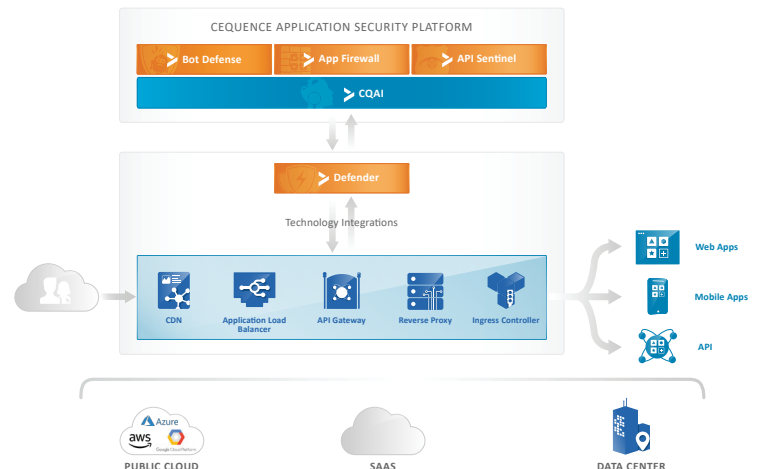 CEQUENCE APPLICATION SECURITY PLATFORM
Bot Defense
App Firewall
API Sentinel
CQAI
Defender
Technology Integrations
CDN
Application Load
Balancer
API Gateway
Reverse Proxy
Ingress Controller
Web Apps
Mobile Apps
API
Azure
aws
Google Cloud Platform
PUBLIC CLOUD
SAAS
DATA CENTER